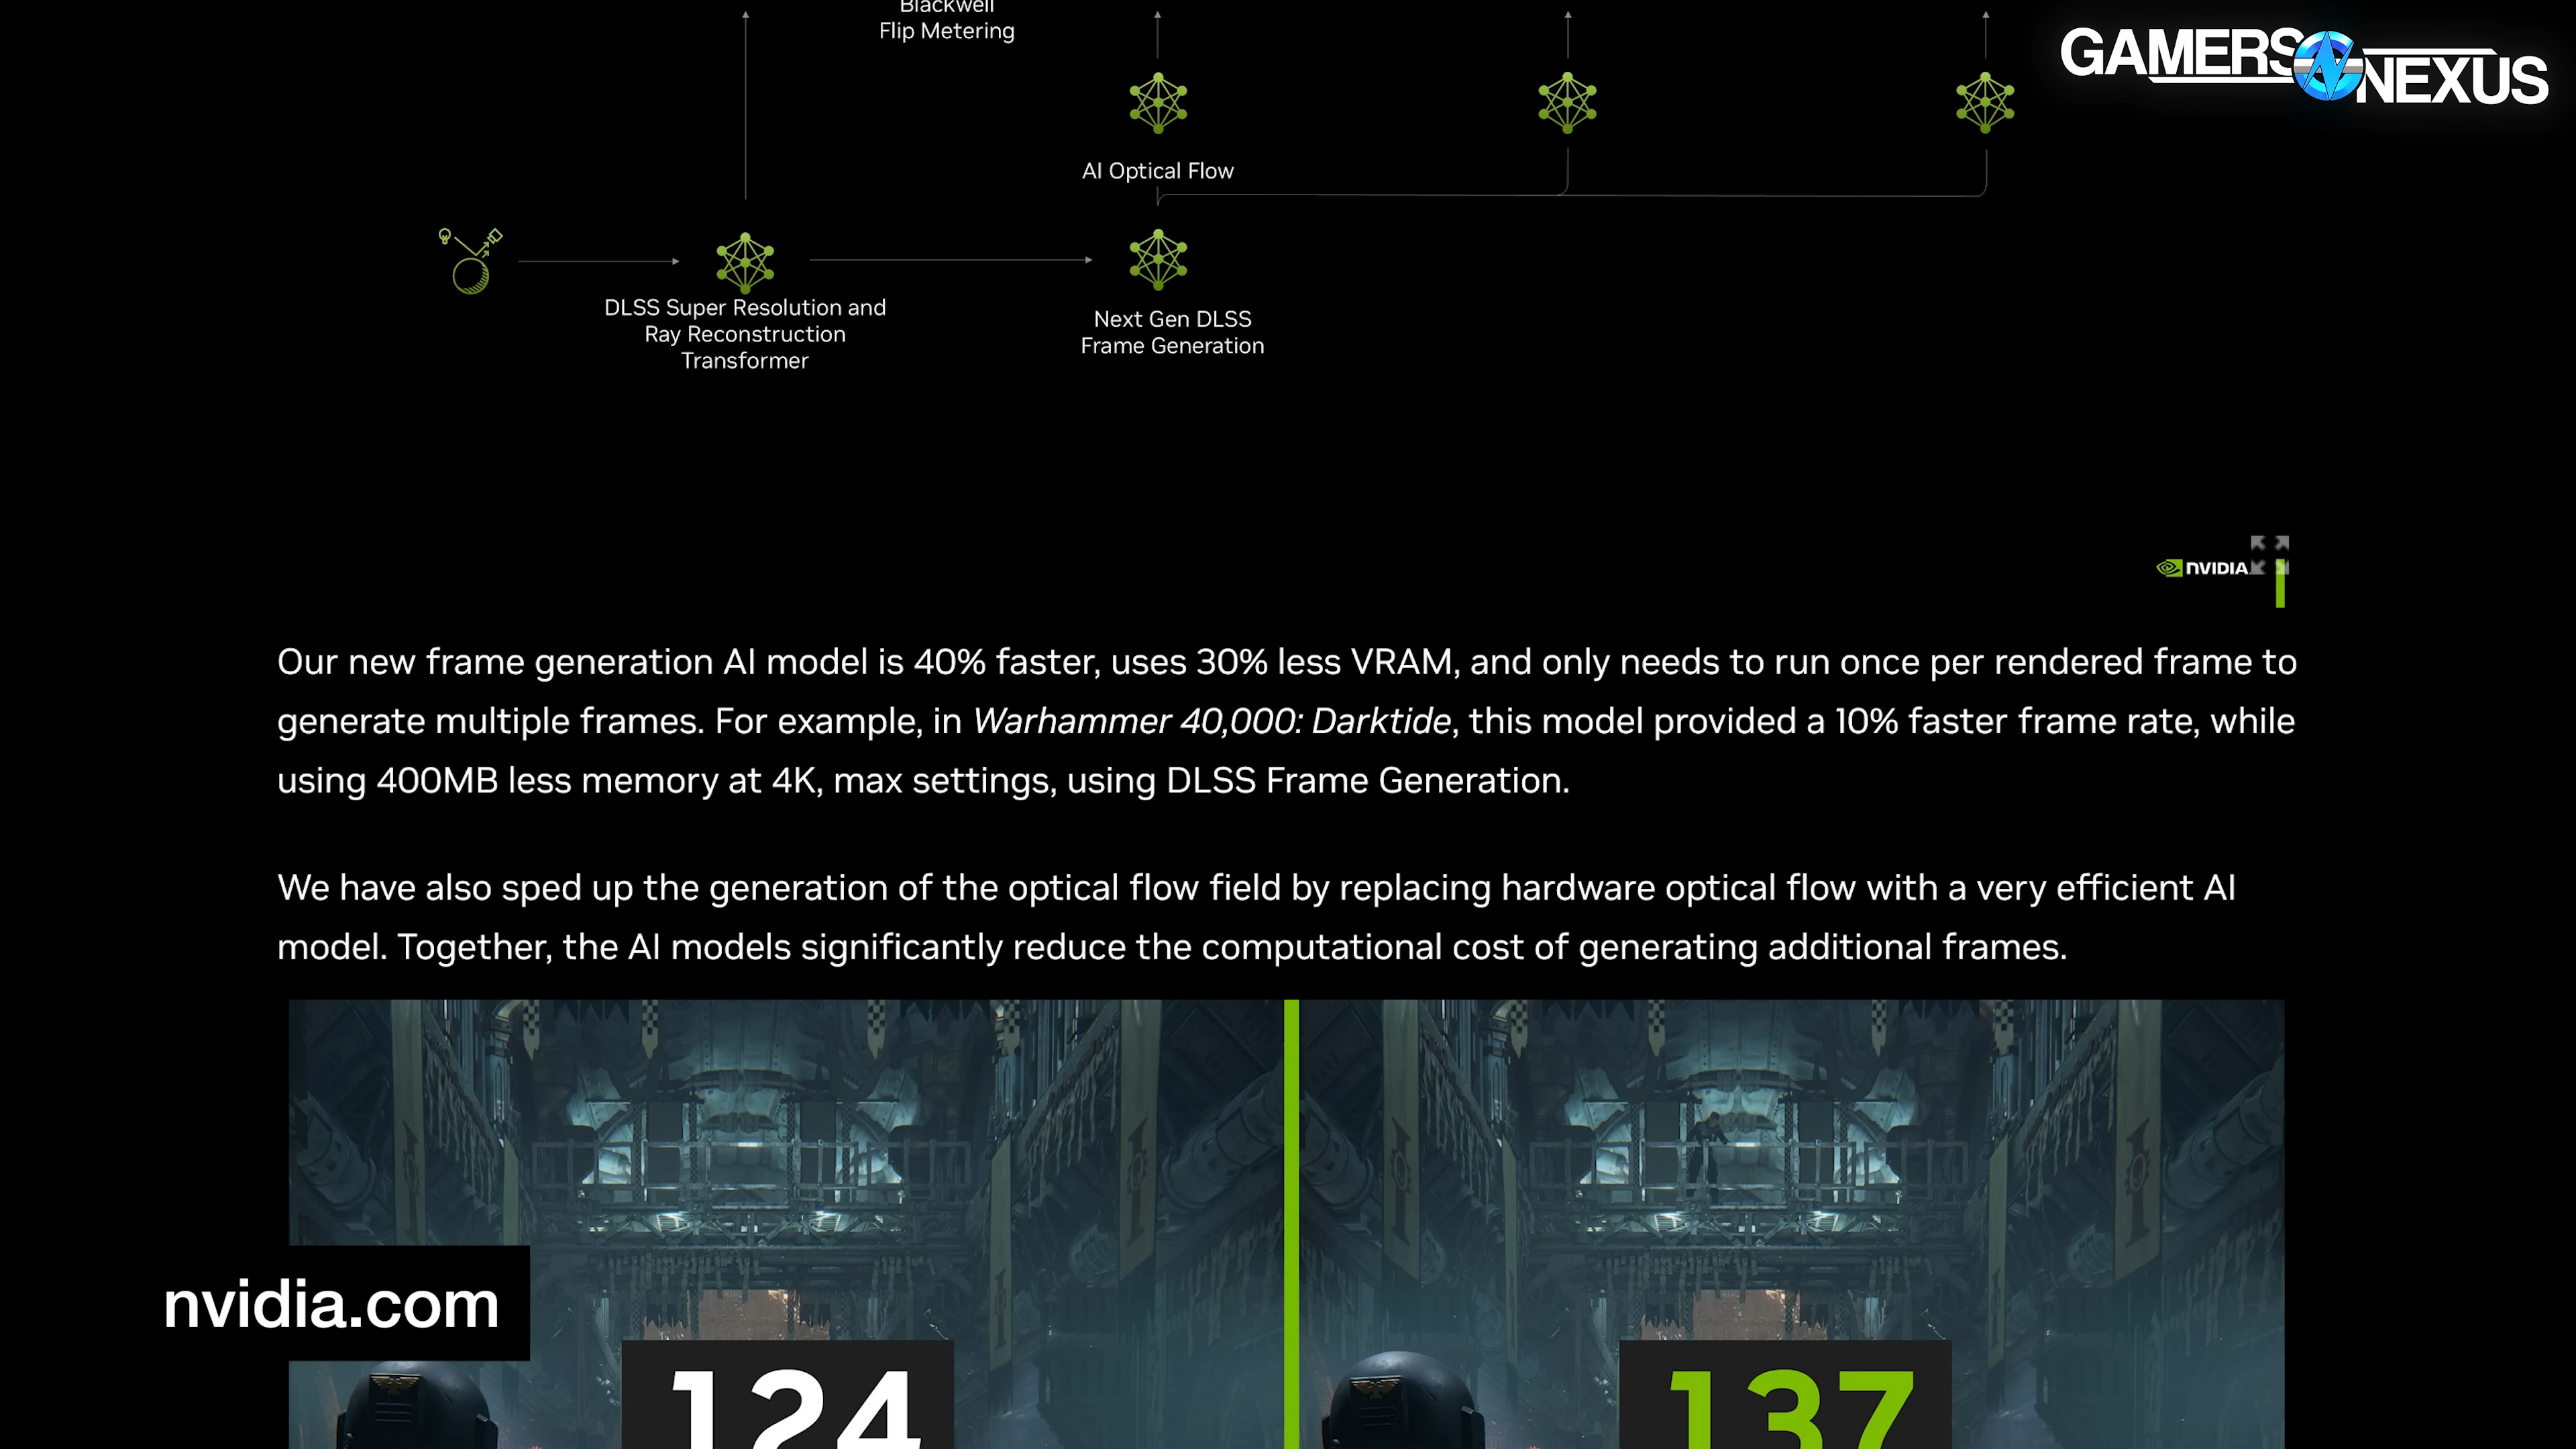 Blackwell
Flip Metering
GAMERS NEXUS
AI Optical Flow
DLSS Super Resolution and
Ray Reconstruction
Transformer
Next Gen DLSS
Frame Generation
NVIDIA
Our new frame generation AI model is 40% faster, uses 30% less VRAM, and only needs to run once per rendered frame to
generate multiple frames. For example, in Warhammer 40,000: Darktide, this model provided a 10% faster frame rate, while
using 400MB less memory at 4K, max settings, using DLSS Frame Generation.
We have also sped up the generation of the optical flow field by replacing hardware optical flow with a very efficient AI
model. Together, the AI models significantly reduce the computational cost of generating additional frames.
nvidia.com
124
137